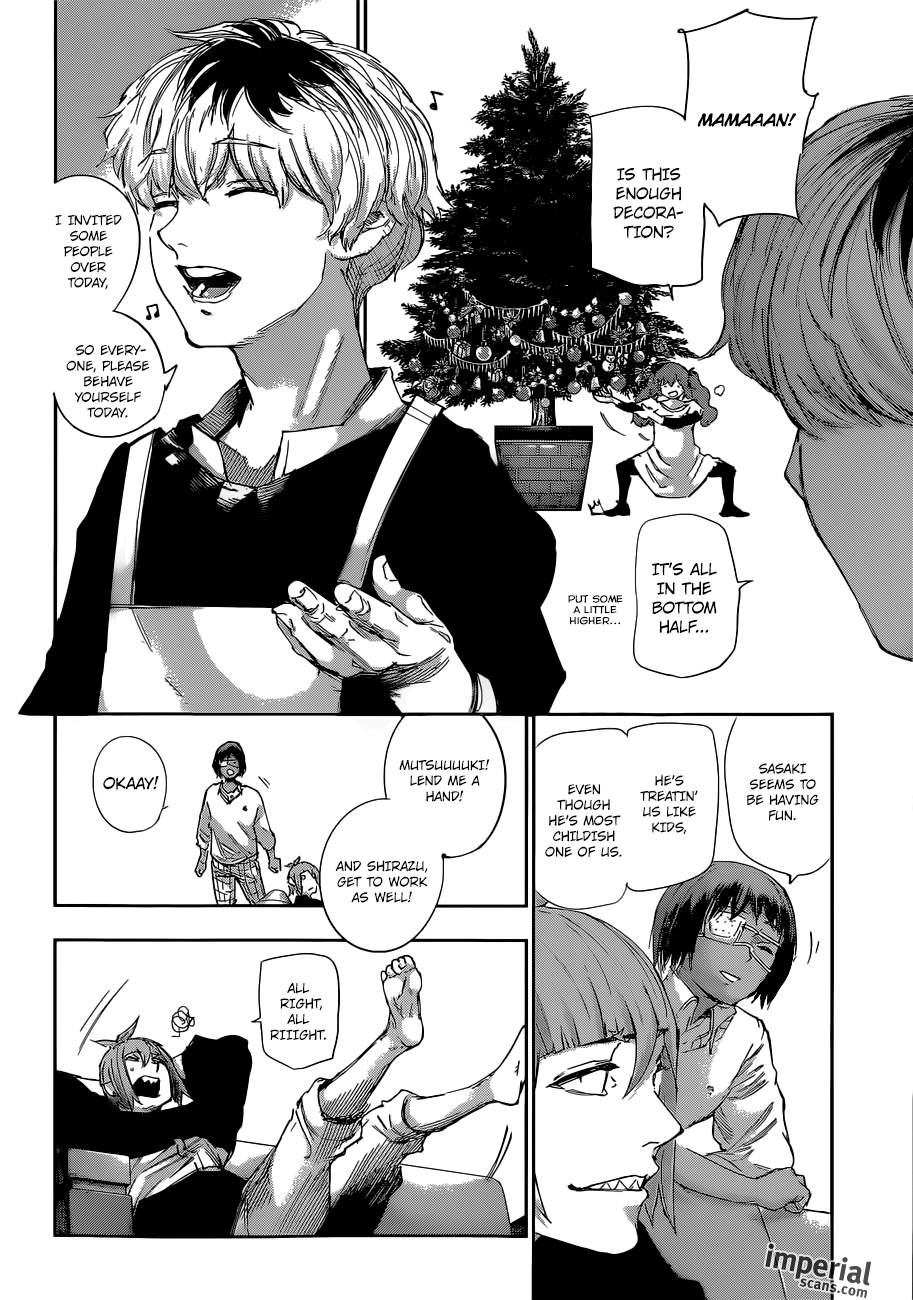 MAMAAAN!
IS THIS
ENOUGH
DECORA-
TION?
I INVITED
SOME
PEOPLE
OVER
TODAY,
SO EVERY-
ONE, PLEASE
BEHAVE
YOURSELF
TODAY.
IT'S ALL
IN THE
BOTTOM
HALF...
PUT SOME
A LITTLE
HIGHER...
SASAKI
SEEMS TO
BE HAVING
FUN.
HE'S
TREATIN'
US LIKE
KIDS,
EVEN
THOUGH
HE'S MOST
CHILDISH
ONE OF US.
MUTSUUUUKI!
LEND ME A
HAND!
AND SHIRAZU,
GET TO WORK
AS WELL!
OKAAY!
ALL
RIGHT,
ALL
RIIIGHT.
imperial
scans.com